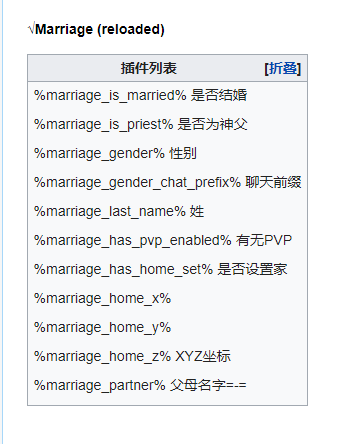 √Marriage (reloaded)
插件列表 [折叠]
%marriage_is_married% 是否结婚
%marriage_is_priest% 是否为神父
%marriage_gender% 性别
%marriage_gender_chat_prefix% 聊天前缀
%marriage_last_name% 姓
%marriage_has_pvp_enabled% 有无PVP
%marriage_has_home_set% 是否设置家
%marriage_home_x%
%marriage_home_y%
%marriage_home_z% XYZ坐标
%marriage_partner% 父母名字=-=